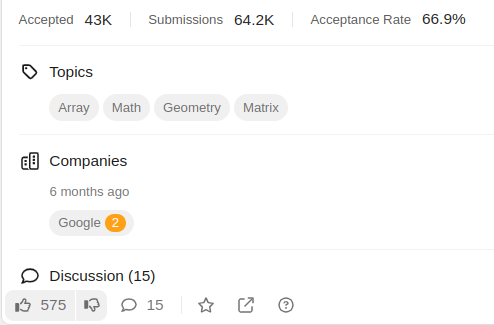 Accepted 43K Submissions 64.2K Acceptance Rate 66.9%
Topics
Array Math Geometry Matrix
Companies
6 months ago
Google 2
Discussion (15)
575 15